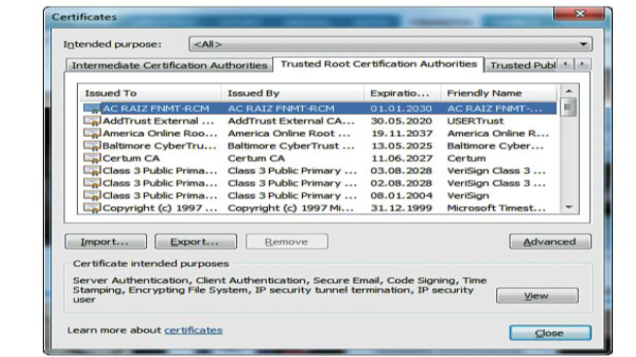 Certificates
Intended purpose: <All>
Intermediate Certification Authorities Trusted Root Certification Authorities Trusted Publ
Issued To Issued By Expiratio... Friendly Name
AC RAIZ FNMT-RCM AC RAIZ FNMT-RCM 01.01.2030 AC RAIZ FNMT-...
AddTrust External ... AddTrust External CA... 30.05.2020 USERTrust
America Online Roo... America Online Root ... 19.11.2037 America Online R...
Baltimore CyberTru... Baltimore CyberTrust ... 13.05.2025 Baltimore Cyber...
Certum CA Certum CA 11.06.2027 Certum
Class 3 Public Prima... Class 3 Public Primary ... 03.08.2028 VeriSign Class 3 ...
Class 3 Public Prima... Class 3 Public Primary ... 02.08.2028 VeriSign Class 3 ...
Class 3 Public Prima... Class 3 Public Primary ... 08.01.2004 VeriSign
Copyright (c) 1997 ... Copyright (c) 1997 Mi... 31.12.1999 Microsoft Timest...
Import... Export... Remove Advanced
Certificate intended purposes
Server Authentication, Client Authentication, Secure Email, Code Signing, Time
Stamping, Encrypting File System, IP security tunnel termination, IP security
user
View
Learn more about certificates
Close